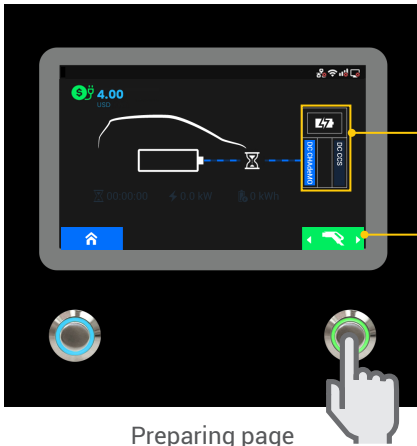 4.00
USD
DC CHAdeMO
DC CCS
00:00:00 0.0 kW 0 kWh
Preparing page